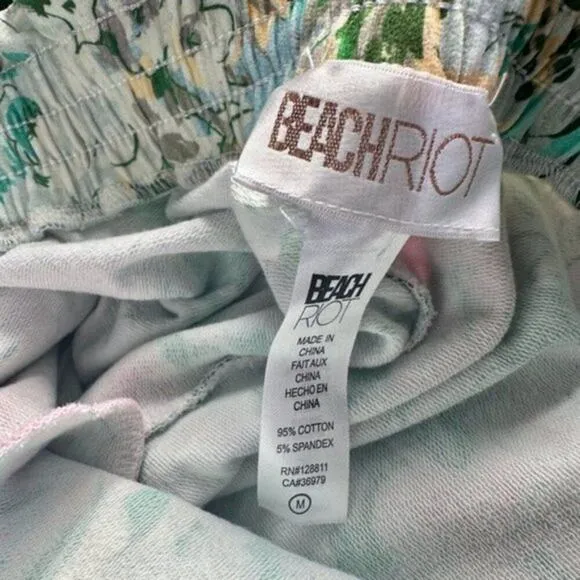 BEACHRIOT
BEACH
RIOT
MADE IN
CHINA
FAIT AUX
CHINA
HECHO EN
CHINA
95% COTTON
5% SPANDEX
RN#128811
CA#36979
M